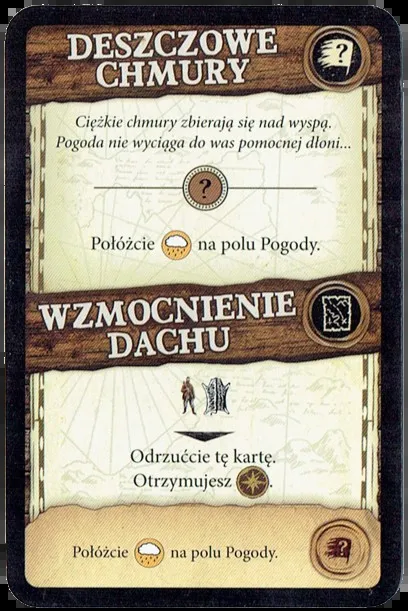 DESZCZOWE
CHMURY
?
Ciężkie chmury zbierają się nad wyspą.
Pogoda nie wyciąga do was pomocnej dłoni...
?
Połóżcie na polu Pogody.
WZMOCNIENIE
DACHU
Odrzućcie tę kartę.
Otrzymujesz .
Połóżcie na polu Pogody.
?